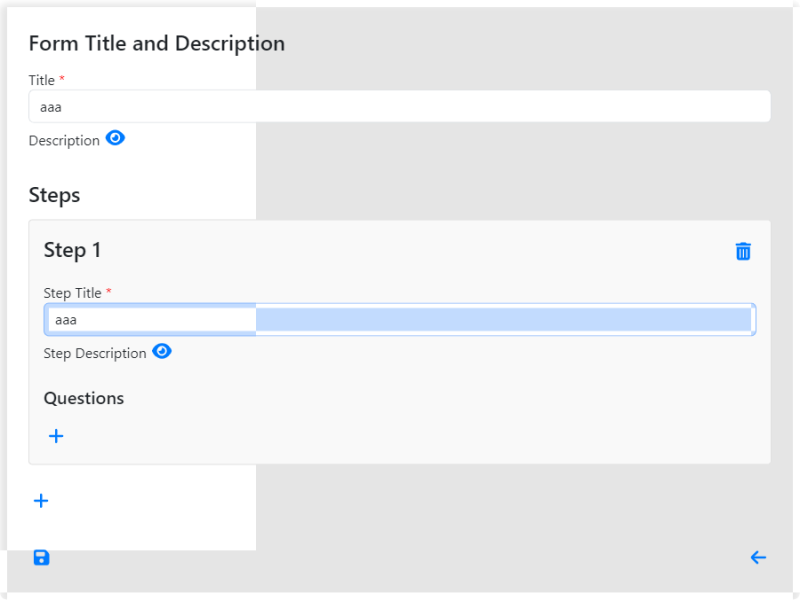 Form Title and Description
Title *
aaa
Description
Steps
Step 1
Step Title *
aaa
Step Description
Questions